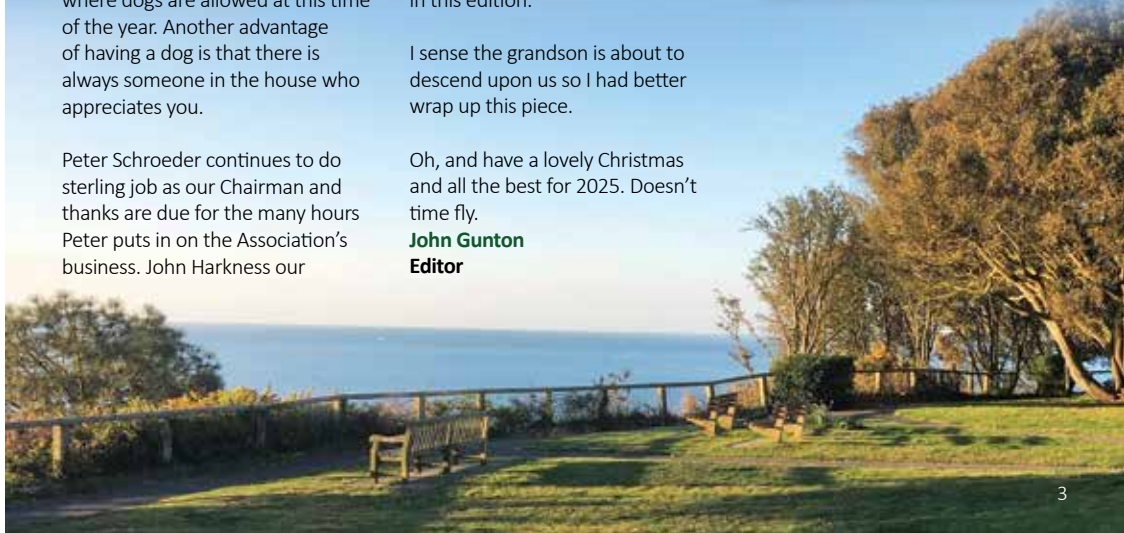 where dogs are allowed at this time
of the year. Another advantage
of having a dog is that there is
always someone in the house who
appreciates you.
Peter Schroeder continues to do
sterling job as our Chairman and
thanks are due for the many hours
Peter puts in on the Association's
business. John Harkness our
in this edition.
I sense the grandson is about to
descend upon us so I had better
wrap up this piece.
Oh, and have a lovely Christmas
and all the best for 2025. Doesn't
time fly.
John Gunton
Editor
3